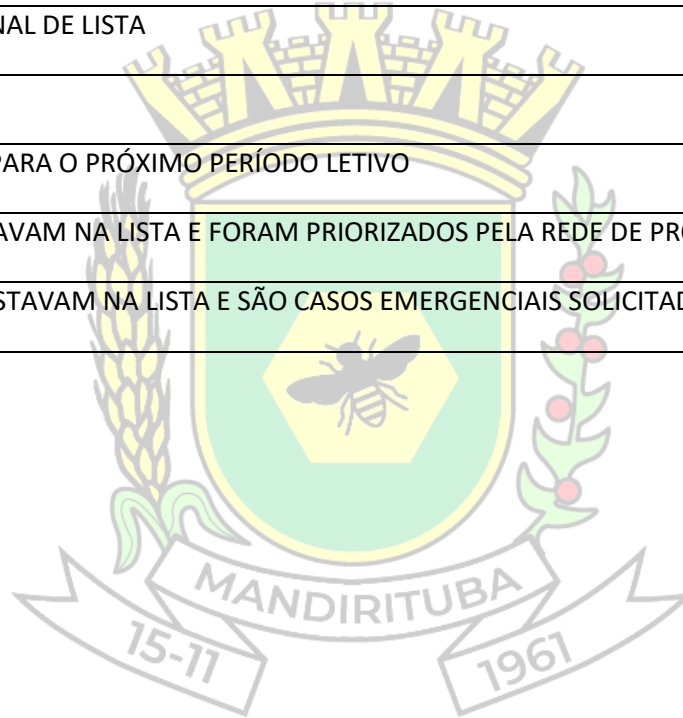 NAL DE LISTA
PARA O PRÓXIMO PERÍODO LETIVO
AVAM NA LISTA E FORAM PRIORIZADOS PELA REDE DE PRO
STAVAM NA LISTA E SÃO CASOS EMERGENCIAIS SOLICITAD
MANDIRITUBA
15-11
1961